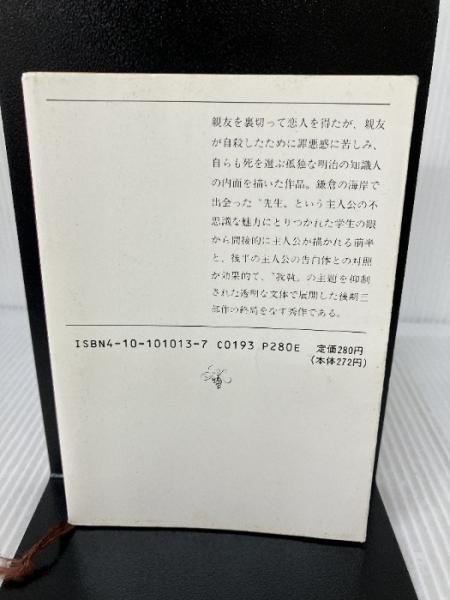 親友を裏切って恋人を得たが、親友
が自殺したために罪悪感に苦しみ、
自らも死を選ぶ孤独な明治の知識人
の内面を描いた作品。鎌倉の海岸で
出会った〝先生〟という主人公の不
思議な魅力にとりつかれた学生の眼
から間接的に主人公が描かれる前半
と、後半の主人公の告白体との対照
が効果的で、〝我執〟の主題を抑制
された透明な文体で展開した後期三
部作の終局をなす秀作である。
ISBN4-10-101013-7 C0193 P280E 定価280円
(本体272円)